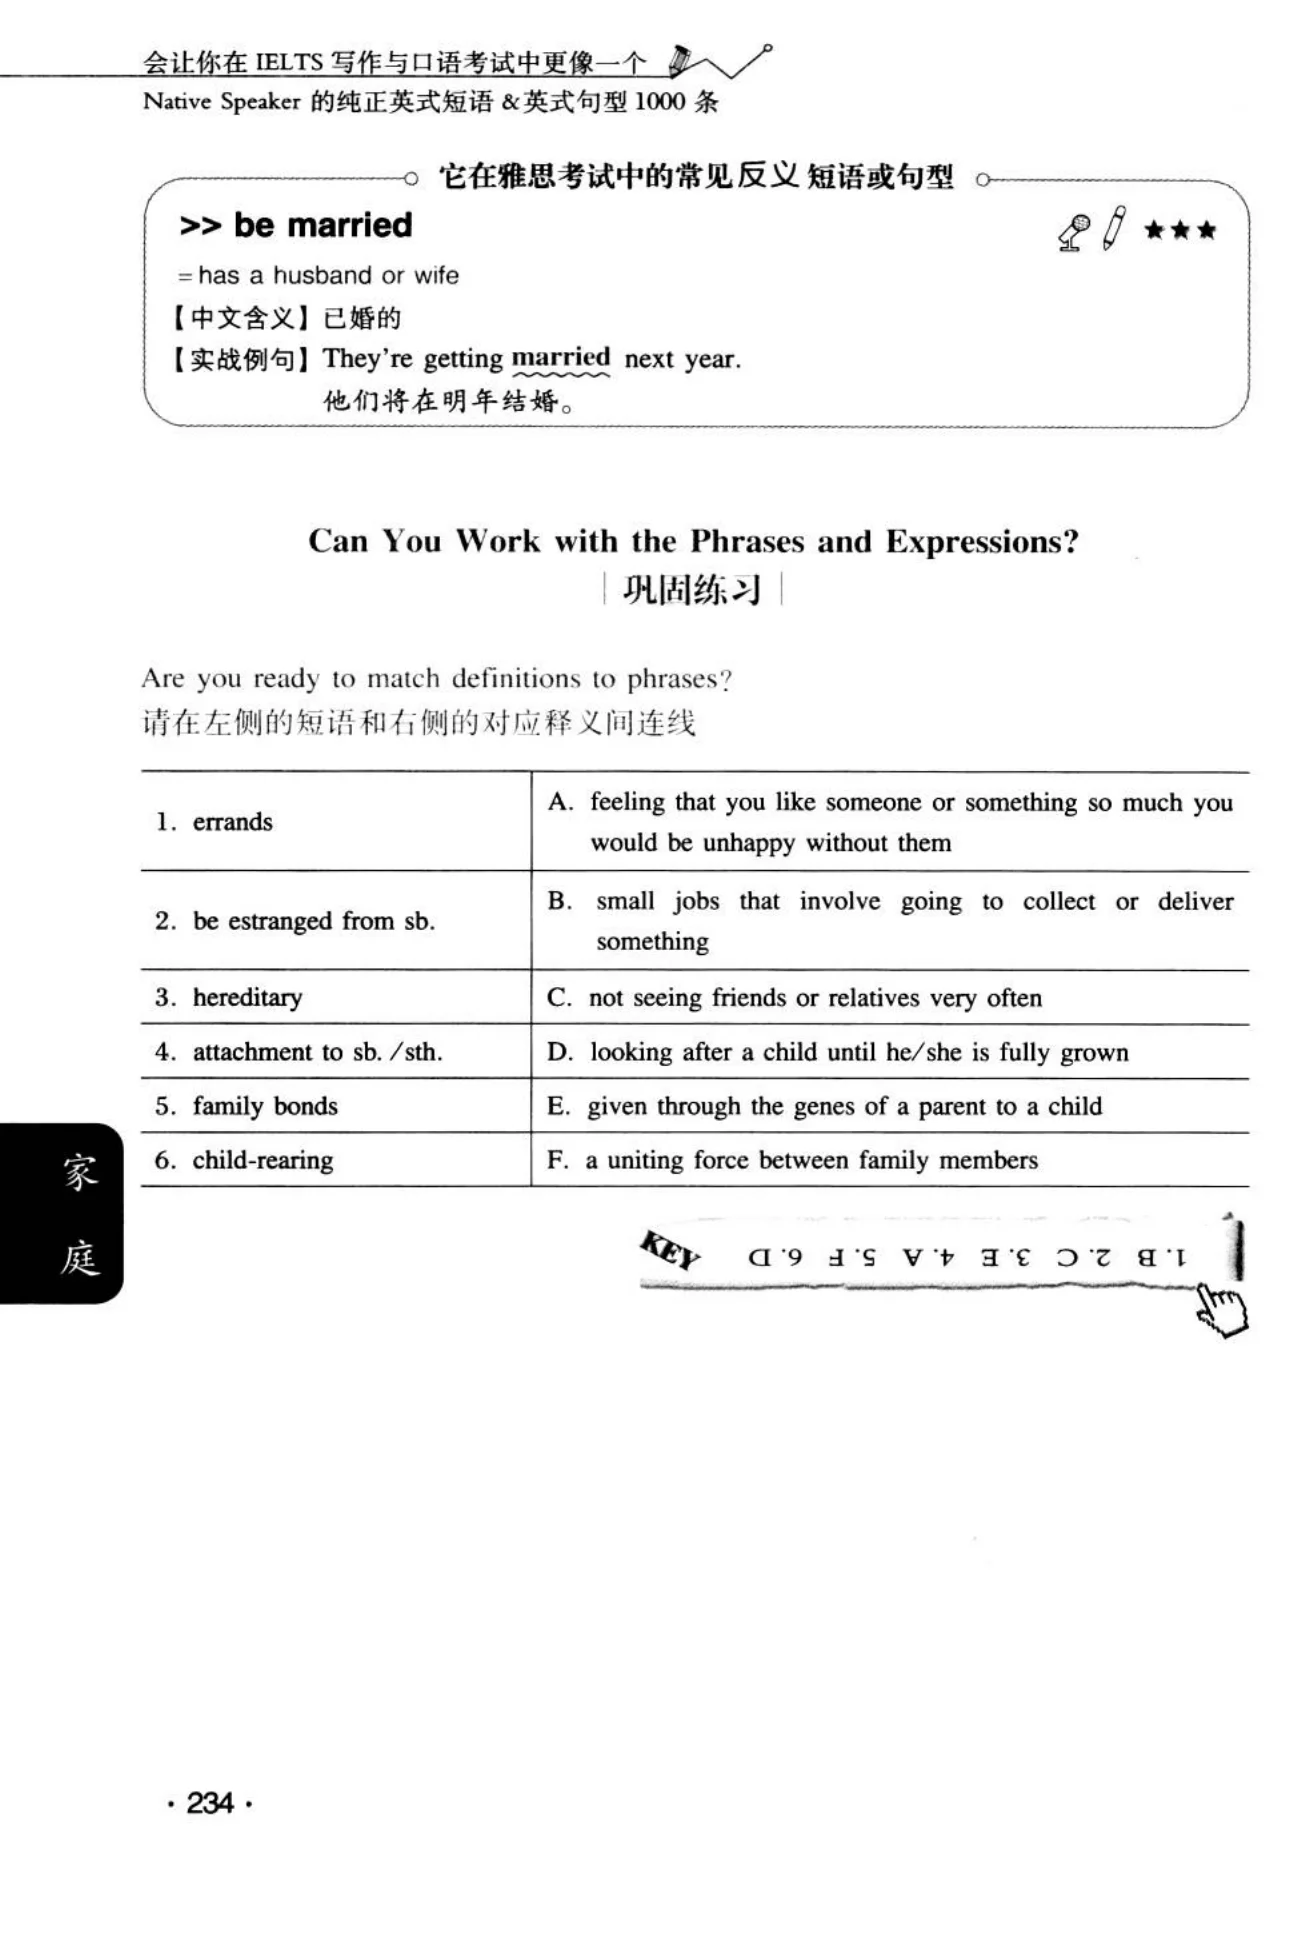 会让你在 IELTS 写作与口语考试中更像一个
Native Speaker 的纯正英式短语 & 英式句型 1000 条
它在雅思考试中的常见反义短语或句型
>> be married ★★★
= has a husband or wife
【中文含义】已婚的
【实战例句】They're getting married next year.
他们将在明年结婚。
Can You Work with the Phrases and Expressions?
巩固练习
Are you ready to match definitions to phrases?
请在左侧的短语和右侧的对应释义间连线
1. errands
A. feeling that you like someone or something so much you
would be unhappy without them
2. be estranged from sb.
B. small jobs that involve going to collect or deliver
something
3. hereditary
C. not seeing friends or relatives very often
4. attachment to sb. /sth.
D. looking after a child until he/she is fully grown
5. family bonds
E. given through the genes of a parent to a child
6. child-rearing
F. a uniting force between family members
家庭
KEY
1. B 2. C 3. E 4. A 5. F 6. D
· 234 ·